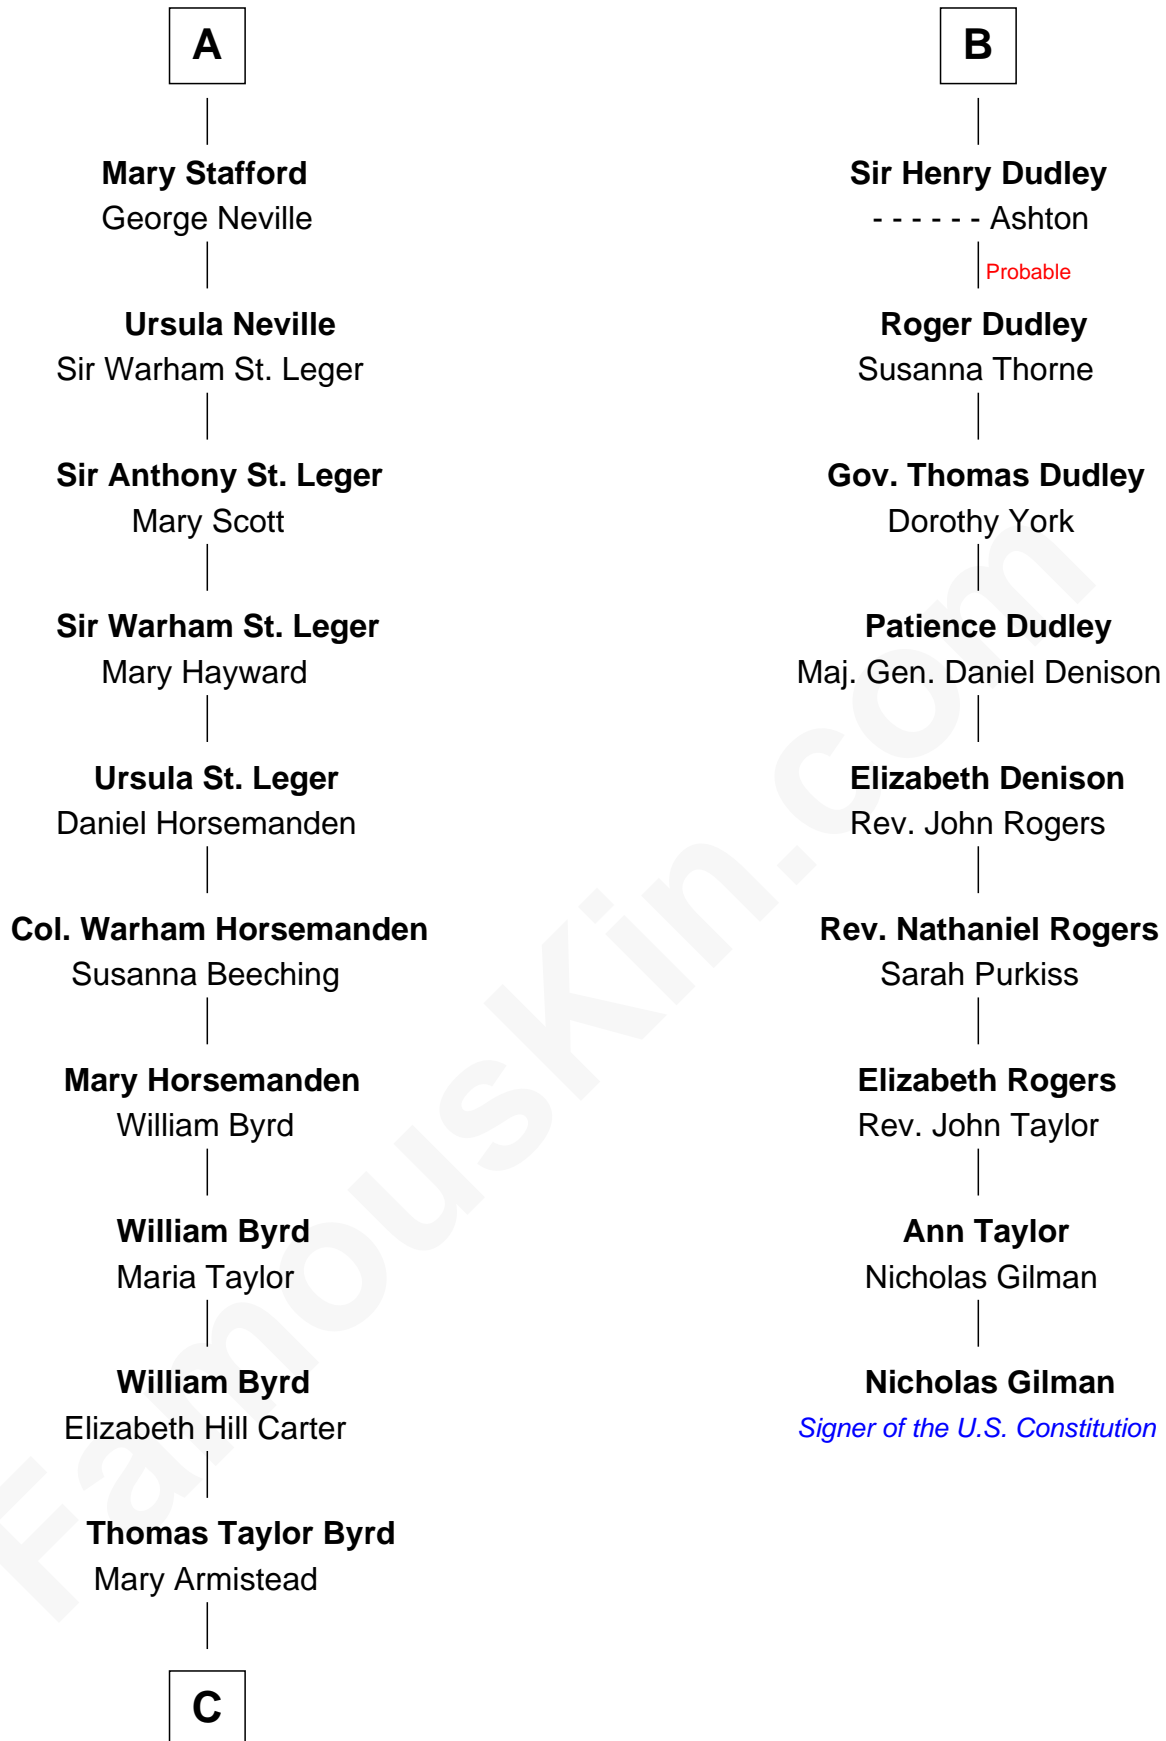 A
Mary Stafford
George Neville
Ursula Neville
Sir Warham St. Leger
Sir Anthony St. Leger
Mary Scott
Sir Warham St. Leger
Mary Hayward
Ursula St. Leger
Daniel Horsemanden
Col. Warham Horsemanden
Susanna Beeching
Mary Horsemanden
William Byrd
William Byrd
Maria Taylor
William Byrd
Elizabeth Hill Carter
Thomas Taylor Byrd
Mary Armistead
C
B
Sir Henry Dudley
- - - - - - Ashton
Probable
Roger Dudley
Susanna Thorne
Gov. Thomas Dudley
Dorothy York
Patience Dudley
Maj. Gen. Daniel Denison
Elizabeth Denison
Rev. John Rogers
Rev. Nathaniel Rogers
Sarah Purkiss
Elizabeth Rogers
Rev. John Taylor
Ann Taylor
Nicholas Gilman
Nicholas Gilman
Signer of the U.S. Constitution
FamousKin.com